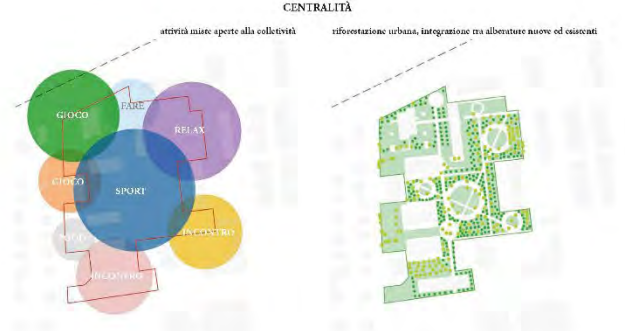 CENTRALITÀ
attività miste aperte alla colletività
riforestazione urbana, integrazione tra alberature nuove ed esistenti
GIOCO
FARE
RELAX
GIOCO
SPORT
INCONTRO
INCONTRO